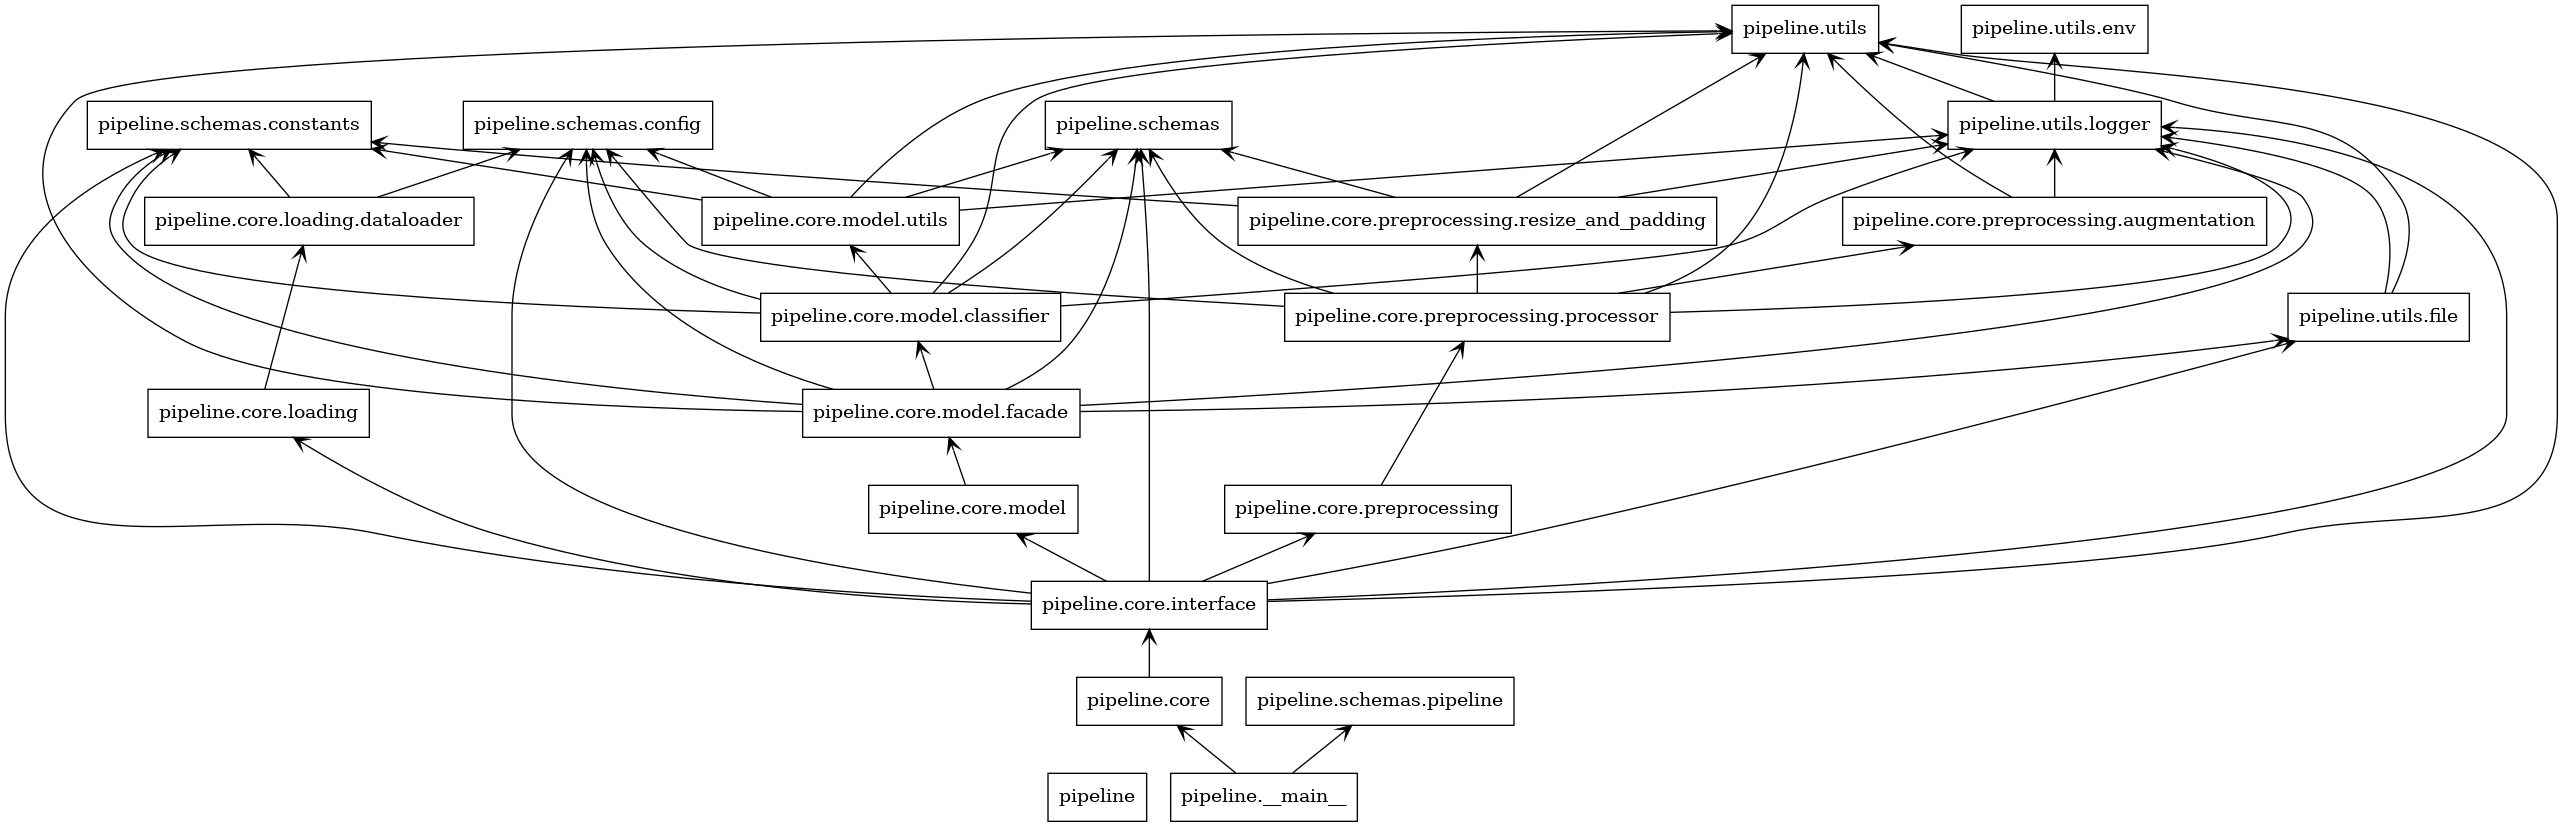 pipeline.utils
pipeline.utils.env
pipeline.schemas.constants
pipeline.schemas.config
pipeline.schemas
pipeline.utils.logger
pipeline.core.loading.dataloader
pipeline.core.model.utils
pipeline.core.preprocessing.resize_and_padding
pipeline.core.preprocessing.augmentation
pipeline.core.model.classifier
pipeline.core.preprocessing.processor
pipeline.utils.file
pipeline.core.loading
pipeline.core.model.facade
pipeline.core.model
pipeline.core.preprocessing
pipeline.core.interface
pipeline.core
pipeline.schemas.pipeline
pipeline
pipeline.__main__